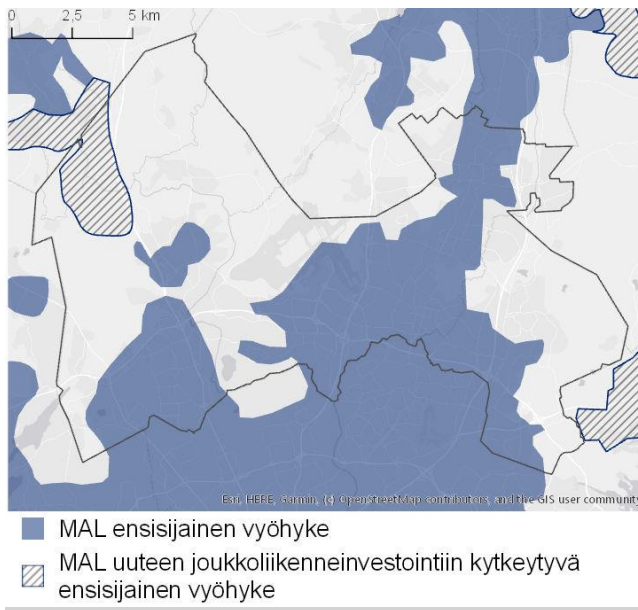 0 2,5 5 km
Esri, HERE, Garmin, (c) OpenStreetMap contributors, and the GIS user community
MAL ensisijainen vyöhyke
MAL uuteen joukkoliikenneinvestointiin kytkeytyvä
ensisijainen vyöhyke